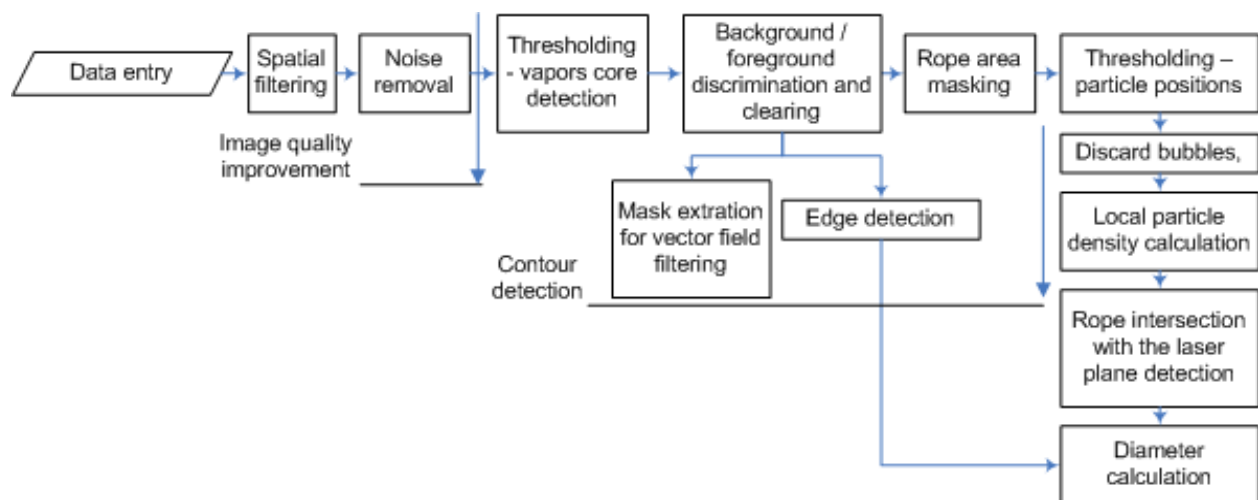 Data entry
Spatial
filtering
Noise
removal
Image quality
improvement
Thresholding
- vapors core
detection
Background /
foreground
discrimination and
clearing
Rope area
masking
Thresholding –
particle positions
Mask extration
for vector field
filtering
Edge detection
Contour
detection
Discard bubbles,
Local particle
density calculation
Rope intersection
with the laser
plane detection
Diameter
calculation